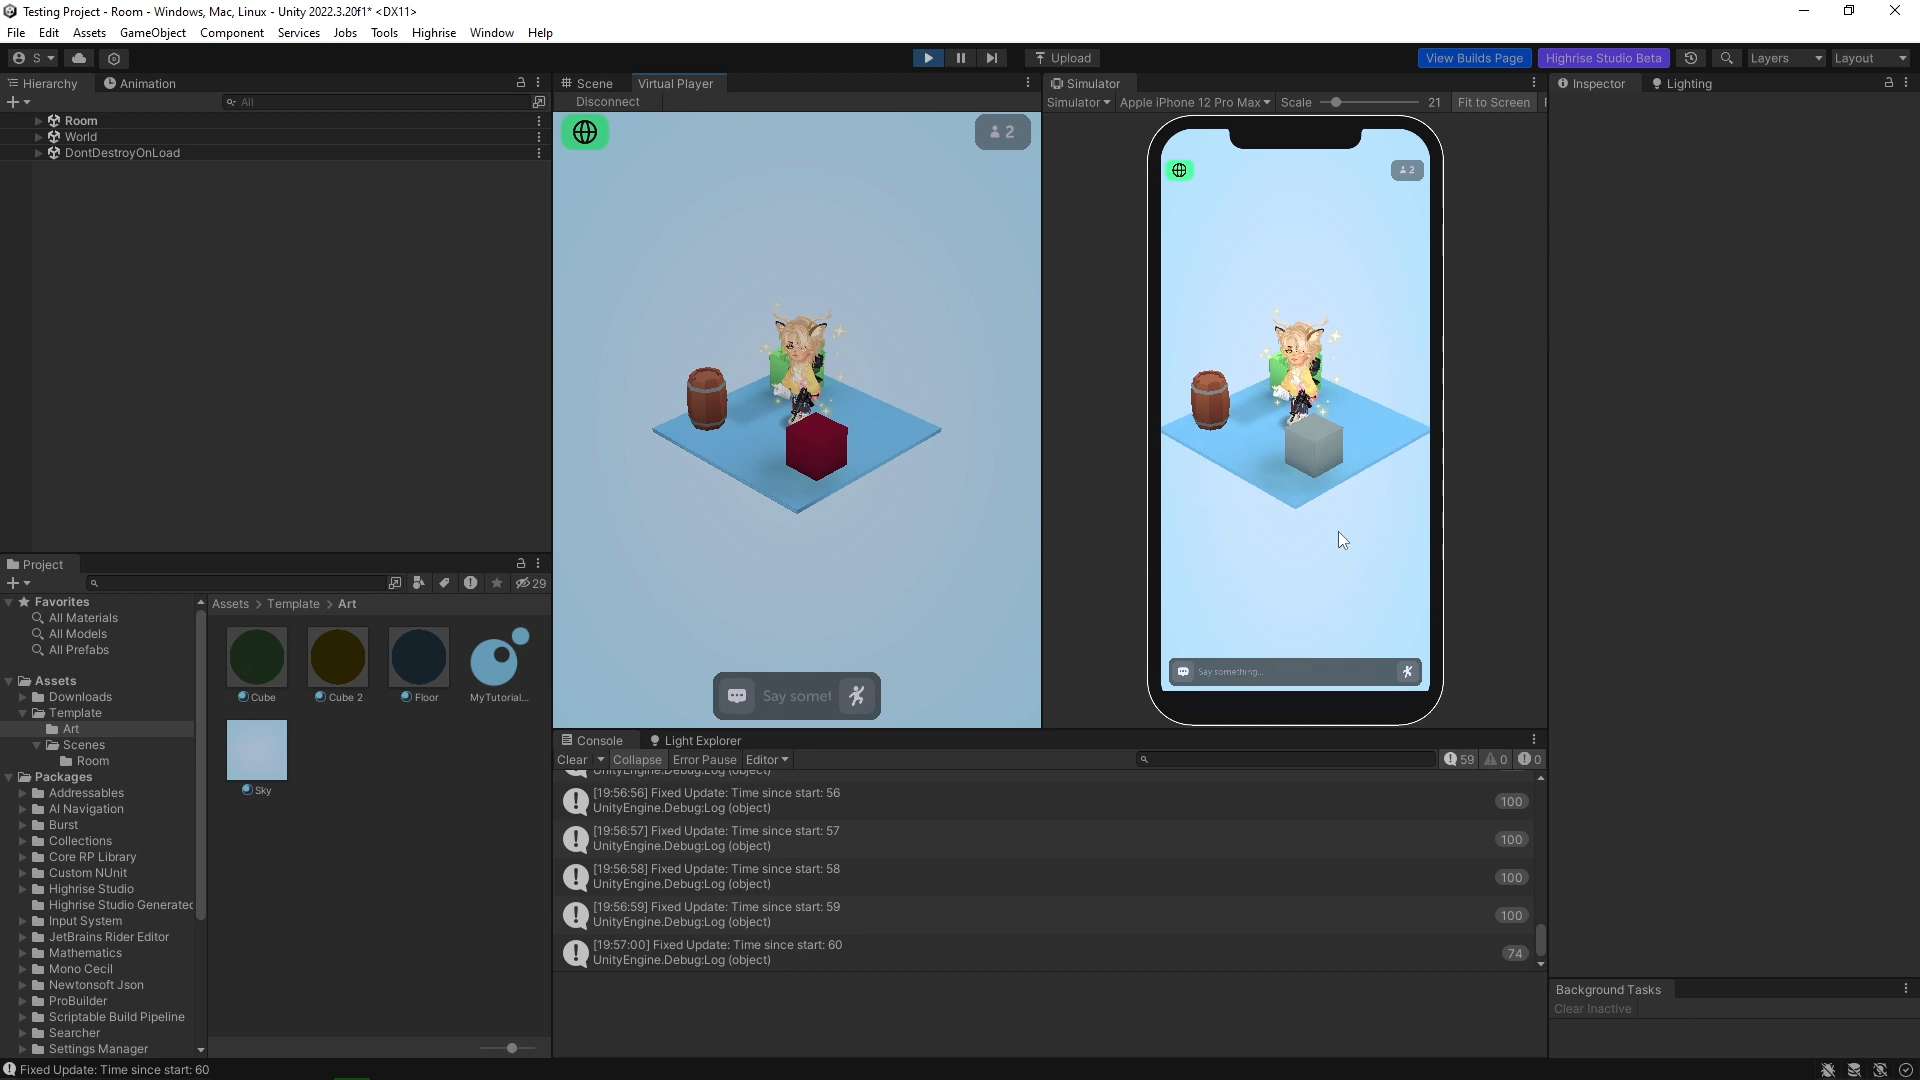 Testing Project - Room - Windows, Mac, Linux - Unity 2022.3.20f1* <DX11>
File Edit Assets GameObject Component Services Jobs Tools Highrise Window Help
S Upload View Builds Page Highrise Studio Beta Layers Layout
Hierarchy Animation
All
Room
World
DontDestroyOnLoad
Scene Virtual Player
Disconnect
2
Say somet
Simulator
Simulator Apple iPhone 12 Pro Max Scale 21 Fit to Screen
2
Say something...
Inspector Lighting
Project
29
Favorites
All Materials
All Models
All Prefabs
Assets
Downloads
Template
Art
Scenes
Room
Packages
Addressables
AI Navigation
Burst
Collections
Core RP Library
Custom NUnit
Highrise Studio
Highrise Studio Generated
Input System
JetBrains Rider Editor
Mathematics
Mono Cecil
Newtonsoft Json
ProBuilder
Scriptable Build Pipeline
Searcher
Settings Manager
Assets > Template > Art
Cube Cube 2 Floor MyTutorial...
Sky
Console Light Explorer
Clear Collapse Error Pause Editor 59 0 0
UnityEngine.Debug:Log (object)
[19:56:56] Fixed Update: Time since start: 56
UnityEngine.Debug:Log (object)
100
[19:56:57] Fixed Update: Time since start: 57
UnityEngine.Debug:Log (object)
100
[19:56:58] Fixed Update: Time since start: 58
UnityEngine.Debug:Log (object)
100
[19:56:59] Fixed Update: Time since start: 59
UnityEngine.Debug:Log (object)
100
[19:57:00] Fixed Update: Time since start: 60
UnityEngine.Debug:Log (object)
74
Background Tasks
Clear Inactive
Fixed Update: Time since start: 60